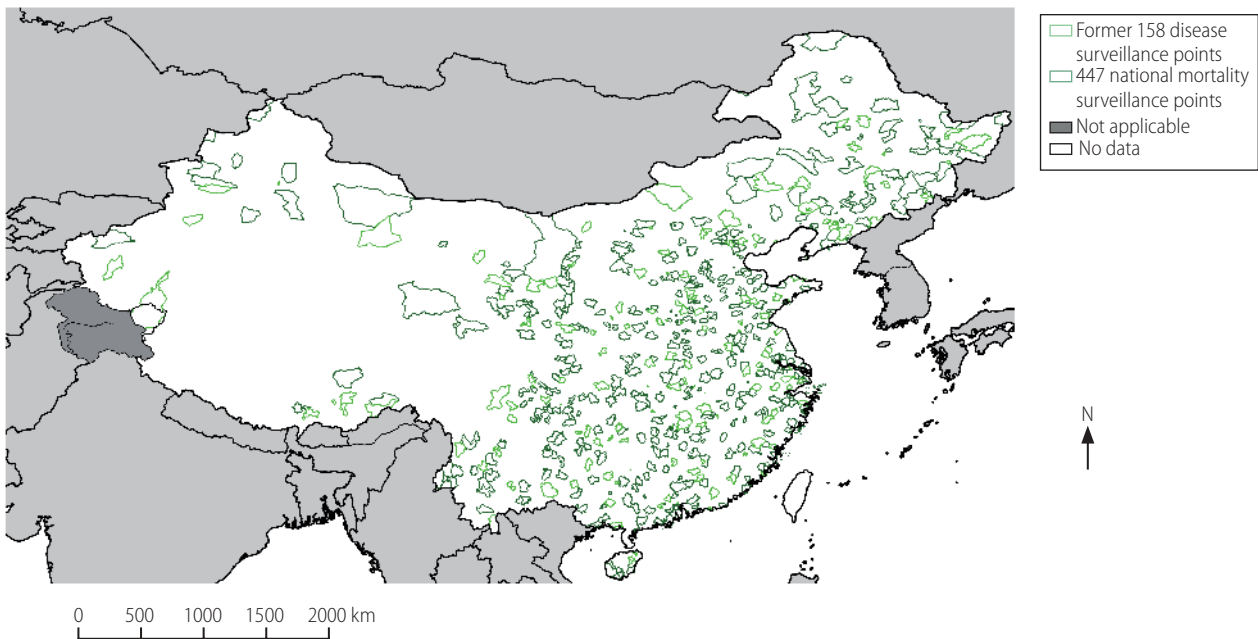 Former 158 disease
surveillance points
447 national mortality
surveillance points
Not applicable
No data
N
0 500 1000 1500 2000 km